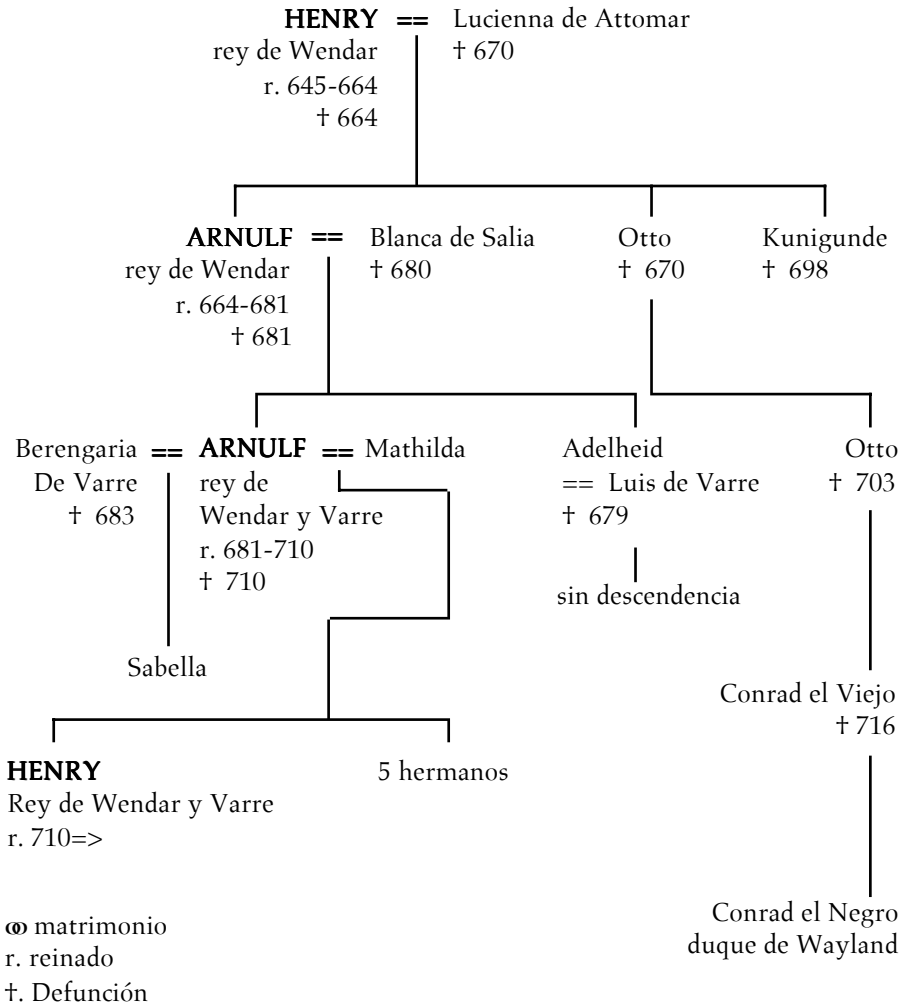 HENRY == Lucienna de Attomar
rey de Wendar † 670
r. 645-664
† 664
ARNULF == Blanca de Salia Otto Kunigunde
rey de Wendar † 680 † 670 † 698
r. 664-681
† 681
Berengaria == ARNULF == Mathilda Adelheid Otto
De Varre rey de == Luis de Varre † 703
† 683 Wendar y Varre † 679
r. 681-710
† 710
sin descendencia
Sabella
Conrad el Viejo
† 716
HENRY 5 hermanos
Rey de Wendar y Varre
r. 710=>
Conrad el Negro
duque de Wayland
ꝏ matrimonio
r. reinado
†. Defunción